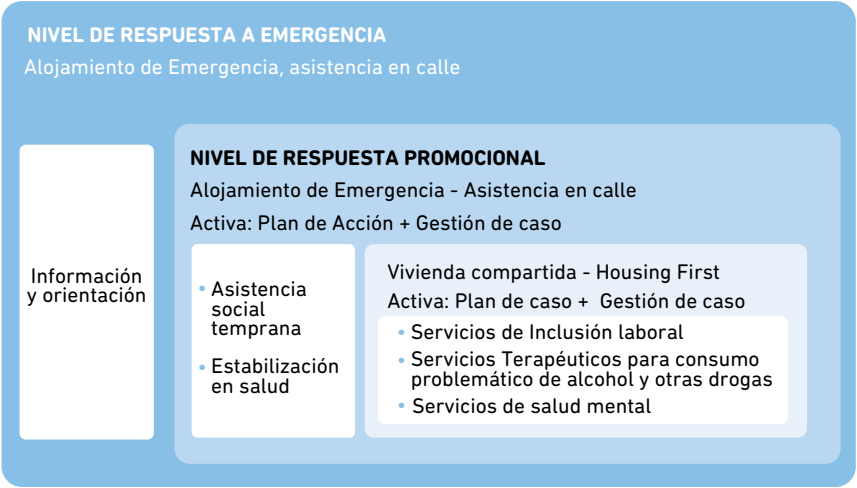 NIVEL DE RESPUESTA A EMERGENCIA
Alojamiento de Emergencia, asistencia en calle
Información
y orientación
NIVEL DE RESPUESTA PROMOCIONAL
Alojamiento de Emergencia - Asistencia en calle
Activa: Plan de Acción + Gestión de caso
• Asistencia
social
temprana
• Estabilización
en salud
Vivienda compartida - Housing First
Activa: Plan de caso + Gestión de caso
• Servicios de Inclusión laboral
• Servicios Terapéuticos para consumo
problemático de alcohol y otras drogas
• Servicios de salud mental